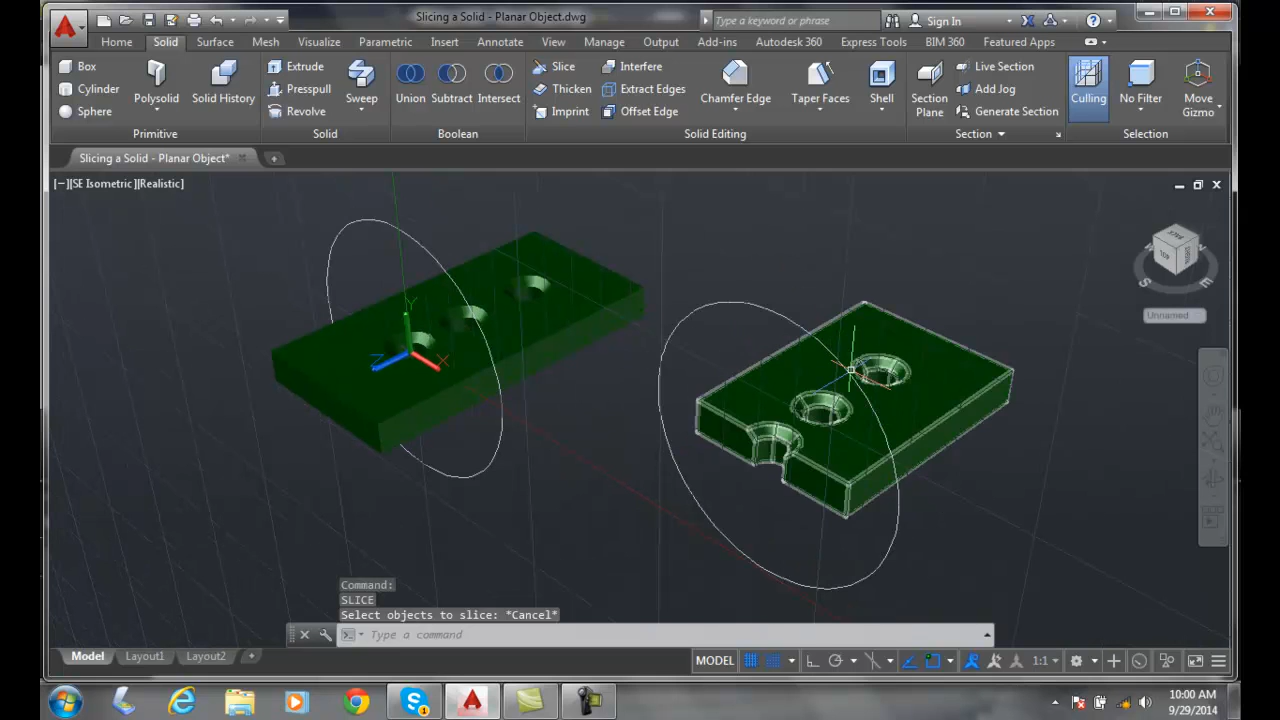 Slicing a Solid - Planar Object.dwg
Type a keyword or phrase
Sign In
Home Solid Surface Mesh Visualize Parametric Insert Annotate View Manage Output Add-ins Autodesk 360 Express Tools BIM 360 Featured Apps
Box
Cylinder
Sphere
Polysolid
Solid History
Primitive
Extrude
Presspull
Revolve
Sweep
Solid
Union
Subtract
Intersect
Boolean
Slice
Thicken
Imprint
Interfere
Extract Edges
Offset Edge
Chamfer Edge
Taper Faces
Shell
Solid Editing
Section
Plane
Live Section
Add Jog
Generate Section
Section
Culling
No Filter
Move
Gizmo
Selection
Slicing a Solid - Planar Object*
[−][SE Isometric][Realistic]
Y
Z
X
BACK
TOP
S
E
Unnamed
Command:
SLICE
Select objects to slice: *Cancel*
Type a command
Model Layout1 Layout2 +
MODEL 1:1
1
10:00 AM
9/29/2014